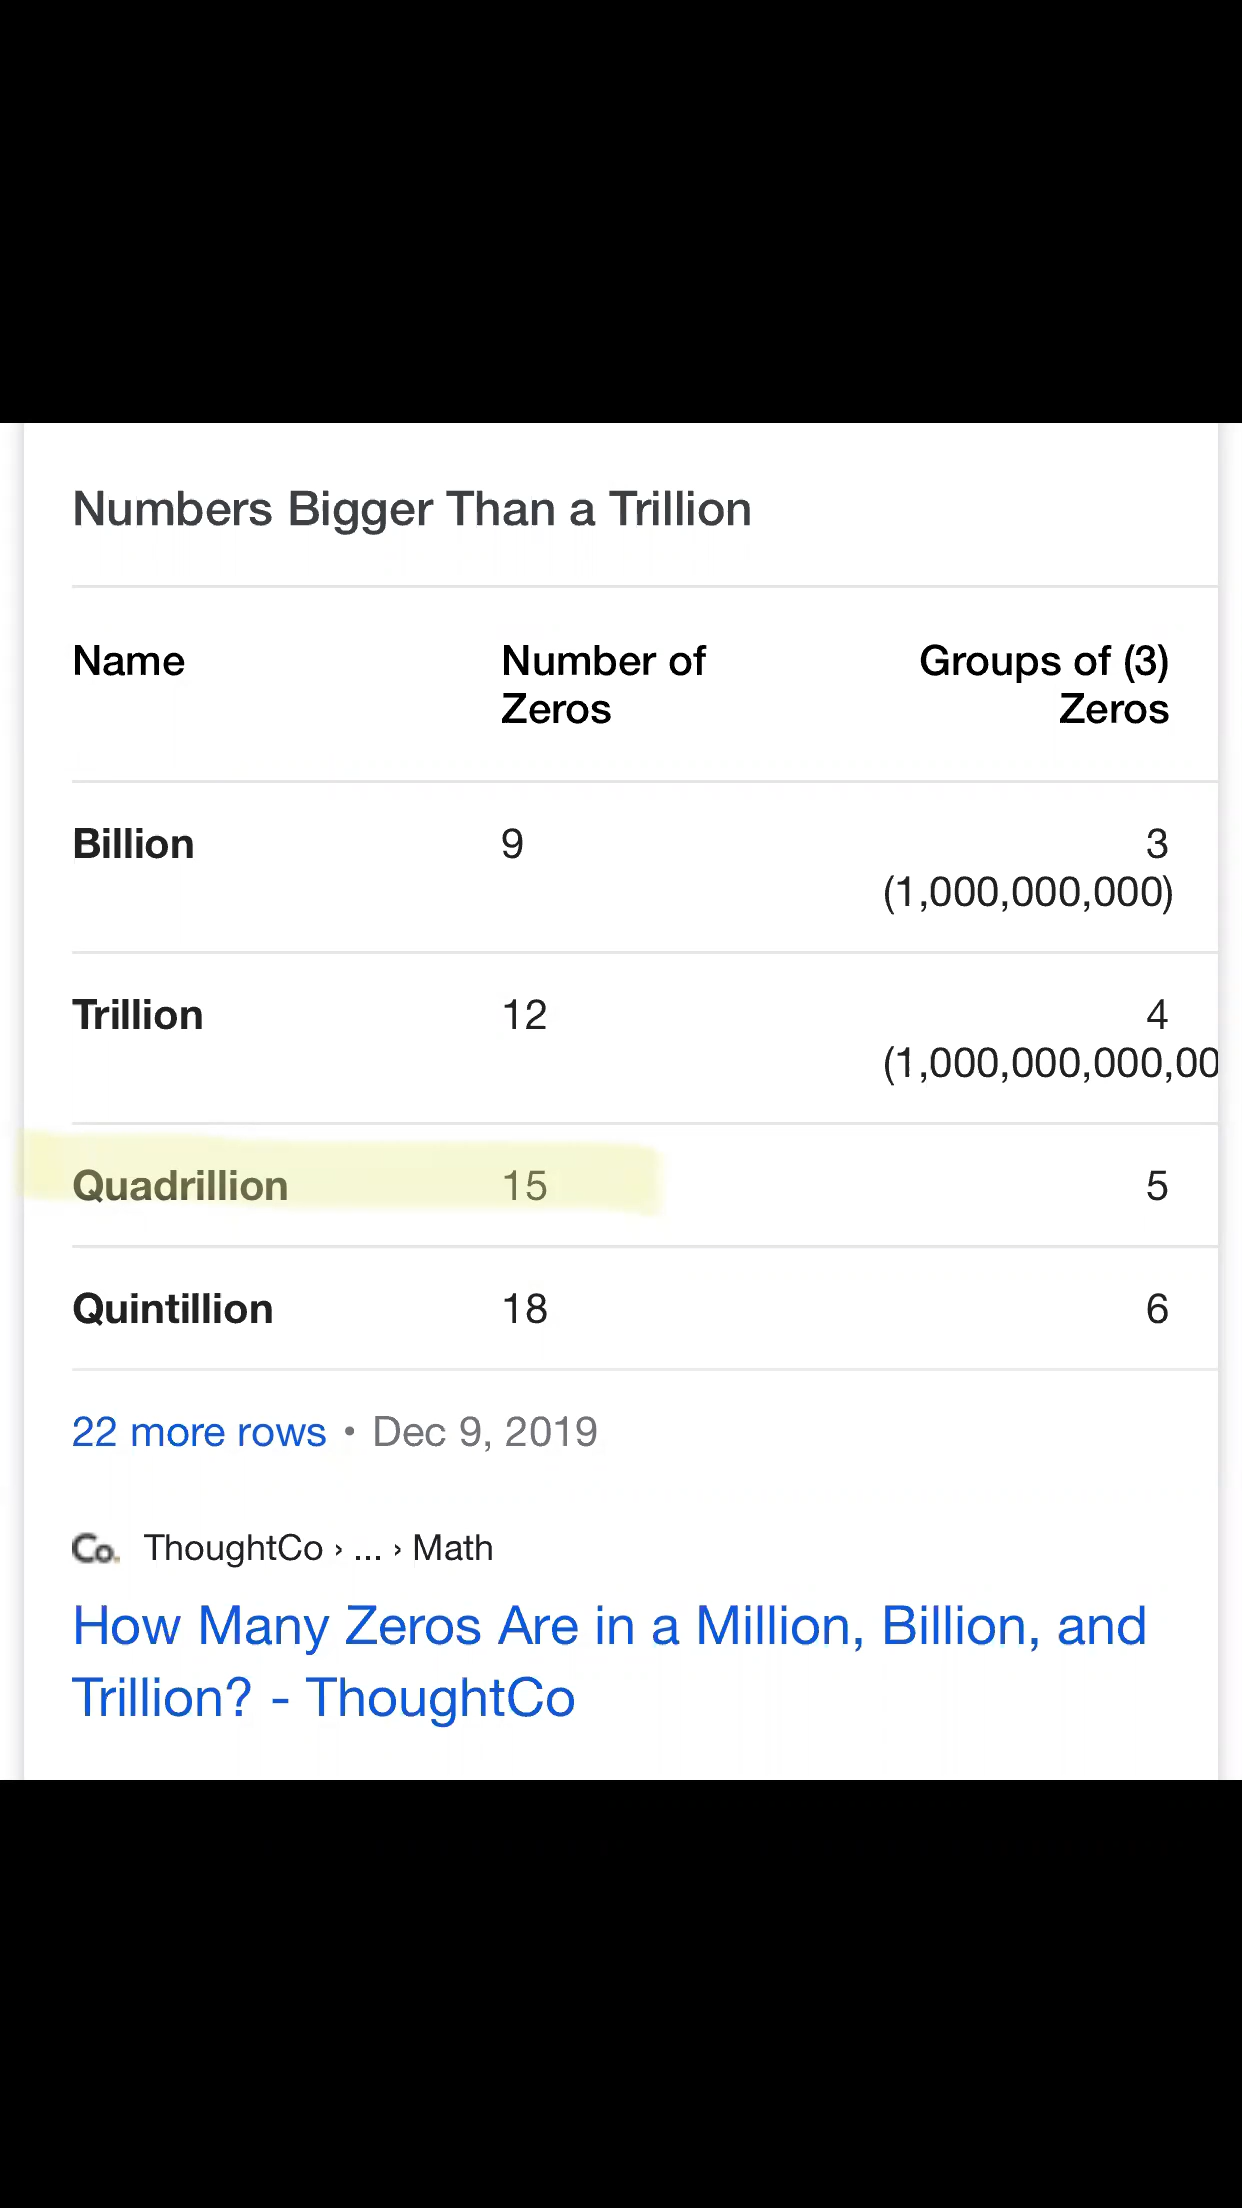 Numbers Bigger Than a Trillion
Name
Number of
Zeros
Groups of (3)
Zeros
Billion
9
3
(1,000,000,000)
Trillion
12
4
(1,000,000,000,00
Quadrillion
15
5
Quintillion
18
6
22 more rows • Dec 9, 2019
Co. ThoughtCo › ... › Math
How Many Zeros Are in a Million, Billion, and
Trillion? - ThoughtCo